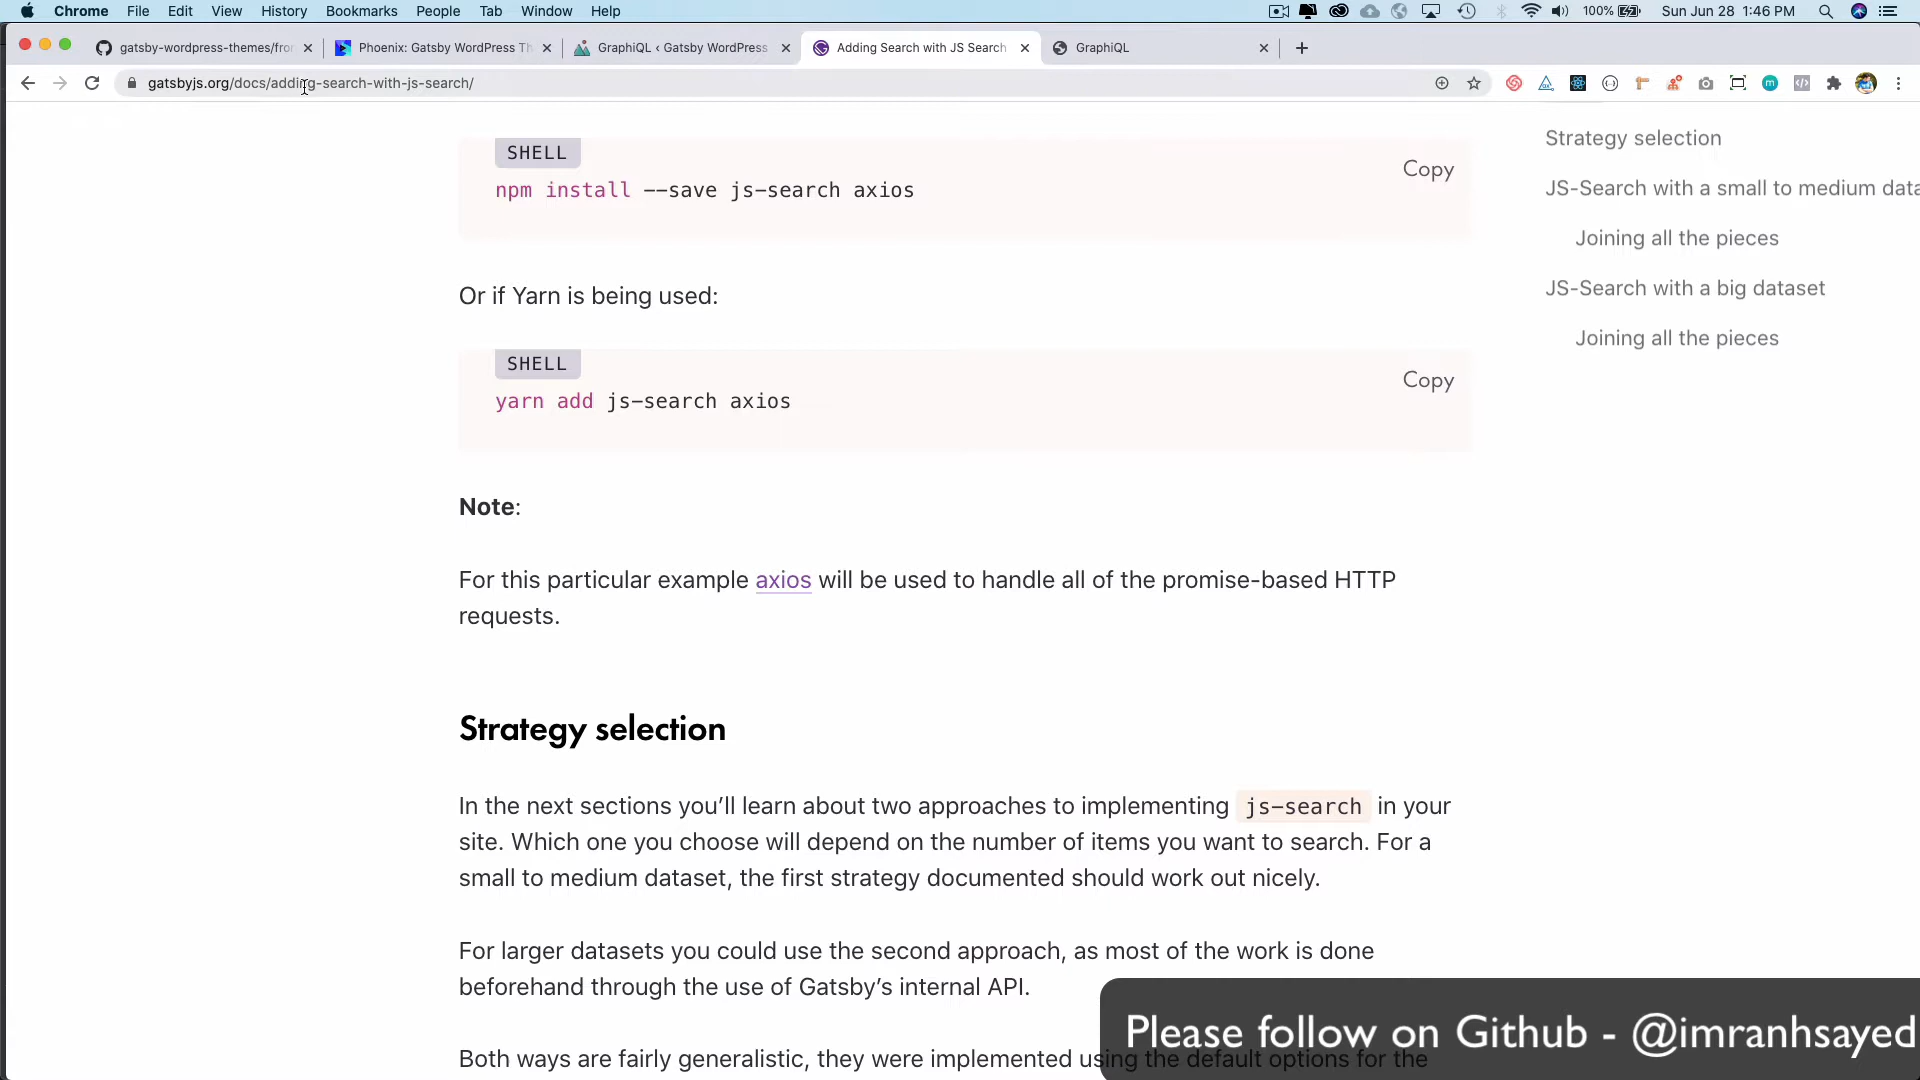 Chrome File Edit View History Bookmarks People Tab Window Help 100% Sun Jun 28 1:46 PM
gatsby-wordpress-themes/fron Phoenix: Gatsby WordPress Th GraphiQL ‹ Gatsby WordPress Adding Search with JS Search GraphiQL
gatsbyjs.org/docs/adding-search-with-js-search/
SHELL
Copy
npm install --save js-search axios
Or if Yarn is being used:
SHELL
Copy
yarn add js-search axios
Note:
For this particular example axios will be used to handle all of the promise-based HTTP
requests.
Strategy selection
In the next sections you’ll learn about two approaches to implementing js-search in your
site. Which one you choose will depend on the number of items you want to search. For a
small to medium dataset, the first strategy documented should work out nicely.
For larger datasets you could use the second approach, as most of the work is done
beforehand through the use of Gatsby’s internal API.
Both ways are fairly generalistic, they were implemented using the default options for the
Strategy selection
JS-Search with a small to medium data
Joining all the pieces
JS-Search with a big dataset
Joining all the pieces
Please follow on Github - @imranhsayed